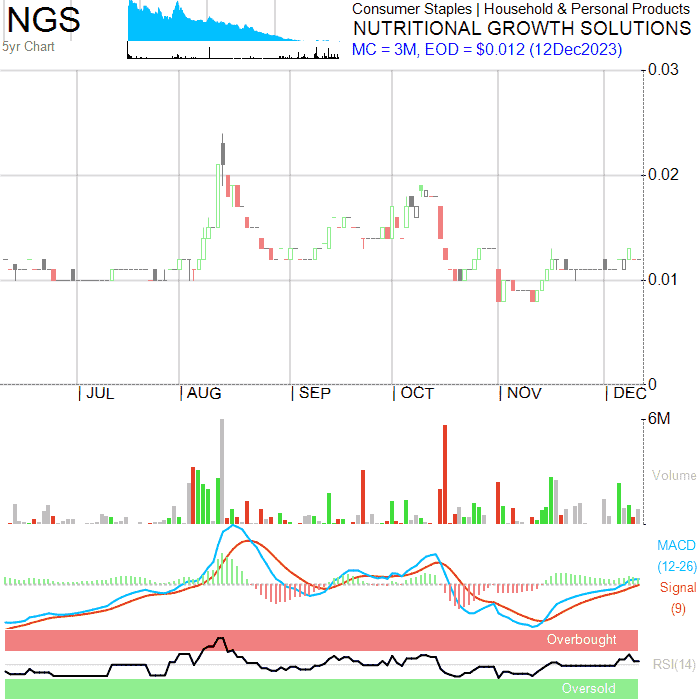 NGS
5yr Chart
Consumer Staples | Household & Personal Products
NUTRITIONAL GROWTH SOLUTIONS
MC = 3M, EOD = $0.012 (12Dec2023)
0.03
0.02
0.01
0
| JUL
| AUG
| SEP
| OCT
| NOV
| DEC
6M
Volume
MACD
(12-26)
Signal
(9)
Overbought
RSI(14)
Oversold